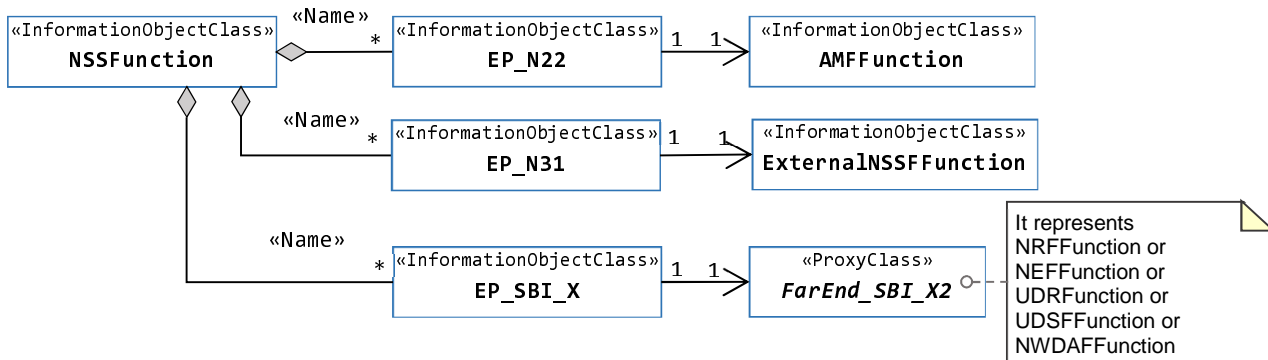 «InformationObjectClass»
NSSFunction
«Name»
*
«InformationObjectClass»
EP_N22
1 1
«InformationObjectClass»
AMFFunction
«Name»
*
«InformationObjectClass»
EP_N31
1 1
«InformationObjectClass»
ExternalNSSFFunction
«Name»
*
«InformationObjectClass»
EP_SBI_X
1 1
«ProxyClass»
FarEnd_SBI_X2
It represents
NRFFunction or
NEFFunction or
UDRFunction or
UDSFFunction or
NWDAFFunction